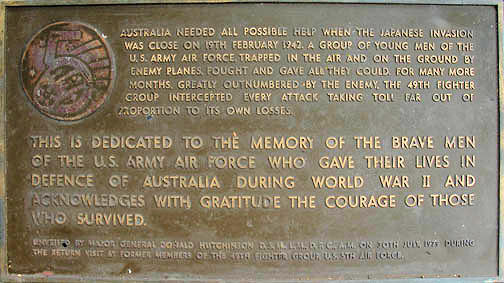 AUSTRALIA NEEDED ALL POSSIBLE HELP WHEN THE JAPANESE INVASION
WAS CLOSE ON 19TH FEBRUARY 1942. A GROUP OF YOUNG MEN OF THE
U.S. ARMY AIR FORCE, TRAPPED IN THE AIR AND ON THE GROUND BY
ENEMY PLANES, FOUGHT AND GAVE ALL THEY COULD. FOR MANY MORE
MONTHS, GREATLY OUTNUMBERED BY THE ENEMY, THE 49TH FIGHTER
GROUP INTERCEPTED EVERY ATTACK TAKING TOLL FAR OUT OF
PROPORTION TO ITS OWN LOSSES.
THIS IS DEDICATED TO THE MEMORY OF THE BRAVE MEN
OF THE U.S. ARMY AIR FORCE WHO GAVE THEIR LIVES IN
DEFENCE OF AUSTRALIA DURING WORLD WAR II AND
ACKNOWLEDGES WITH GRATITUDE THE COURAGE OF THOSE
WHO SURVIVED.
UNVEILED BY MAJOR GENERAL DONALD HUTCHINSON D.S.M. L.M. D.F.C. A.M. ON 30TH JULY, DURING
THE RETURN VISIT OF FORMER MEMBERS OF THE 49TH FIGHTER GROUP U.S. 5TH AIR FORCE.